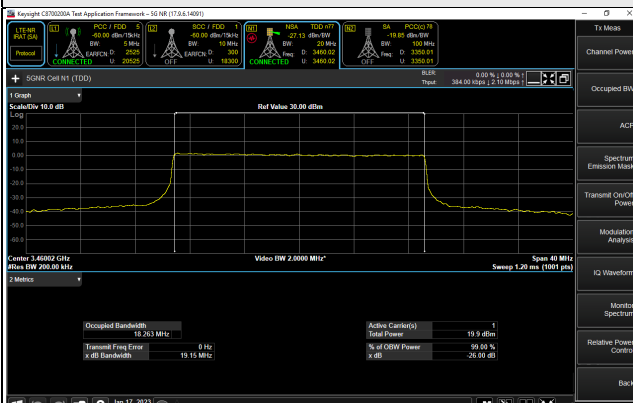 Keysight C8700200A Test Application Framework – 5G NR (17.9.6.14091)
LTE-NR
IRAT (SA)
Protocol
L1
PCC / FDD 5
-60.00 dBm/15kHz
BW: 5 MHz
EARFCN: D: 2525
CONNECTED U: 20525
L2
SCC / FDD 1
-60.00 dBm/15kHz
BW: 10 MHz
EARFCN: D: 300
OFF U: 18300
N1
NSA TDD n77
-27.13 dBm/BW
BW: 20 MHz
Freq. D: 3460.02
CONNECTED U: 3460.02
N2
SA PCC(c) 78
-19.85 dBm/BW
BW: 100 MHz
Freq. D: 3350.01
OFF U: 3350.01
Tx Meas
Channel Power
Occupied BW
ACP
Spectrum
Emission Mask
Transmit On/Off
Power
Modulation
Analysis
IQ Waveform
Monitor
Spectrum
Relative Power
Control
Back
5GNR Cell N1 (TDD)
BLER: 0.00 % ↓ 0.00 % ↑
Thput: 384.00 kbps ↓ 2.10 Mbps ↑
1 Graph
Scale/Div 10.0 dB
Ref Value 30.00 dBm
Log
20.0
10.0
0.00
-10.0
-20.0
-30.0
-40.0
-50.0
-60.0
Center 3.46002 GHz
Video BW 2.0000 MHz*
Span 40 MHz
#Res BW 200.00 kHz
Sweep 1.20 ms (1001 pts)
2 Metrics
Occupied Bandwidth
18.263 MHz
Transmit Freq Error 0 Hz
x dB Bandwidth 19.15 MHz
Active Carrier(s) 1
Total Power 19.9 dBm
% of OBW Power 99.00 %
x dB -26.00 dB
Jan 17, 2023